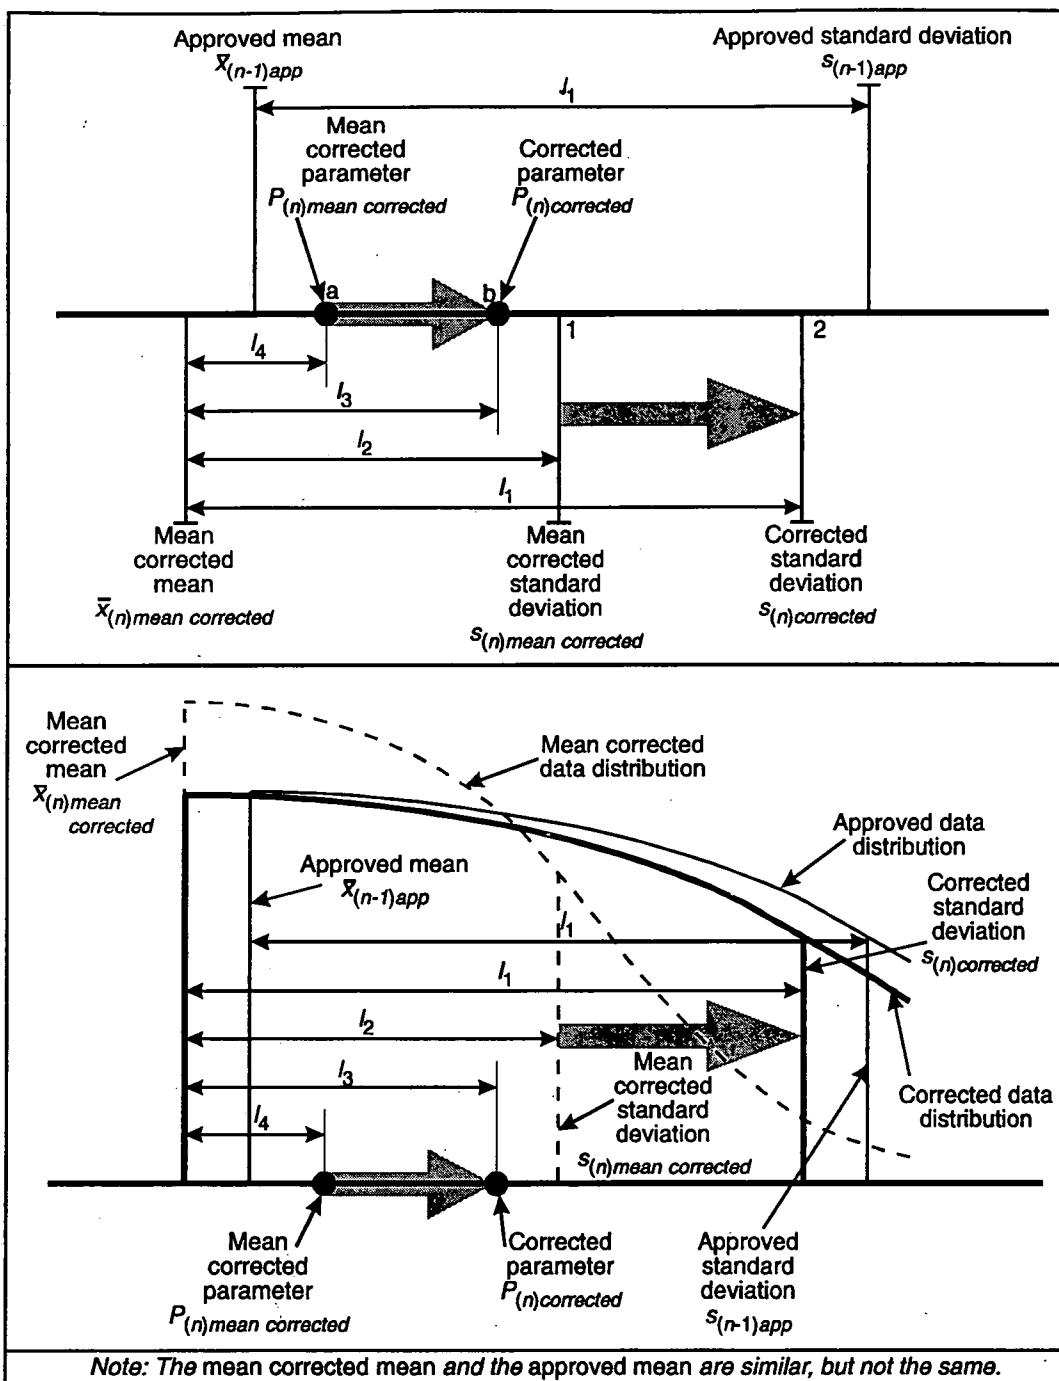 Approved mean
x̄(n-1)app
Approved standard deviation
s(n-1)app
l1
Mean
corrected
parameter
P(n)mean corrected
Corrected
parameter
P(n)corrected
a
b
1
2
l4
l3
l2
l1
Mean
corrected
mean
x̄(n)mean corrected
Mean
corrected
standard
deviation
s(n)mean corrected
Corrected
standard
deviation
s(n)corrected
Mean
corrected
mean
x̄(n)mean
corrected
Mean corrected
data distribution
Approved data
distribution
Approved mean
x̄(n-1)app
Corrected
standard
deviation
s(n)corrected
l1
l1
l2
l3
l4
Mean
corrected
standard
deviation
s(n)mean corrected
Corrected data
distribution
Mean
corrected
parameter
P(n)mean corrected
Corrected
parameter
P(n)corrected
Approved
standard
deviation
s(n-1)app
Note: The mean corrected mean and the approved mean are similar, but not the same.